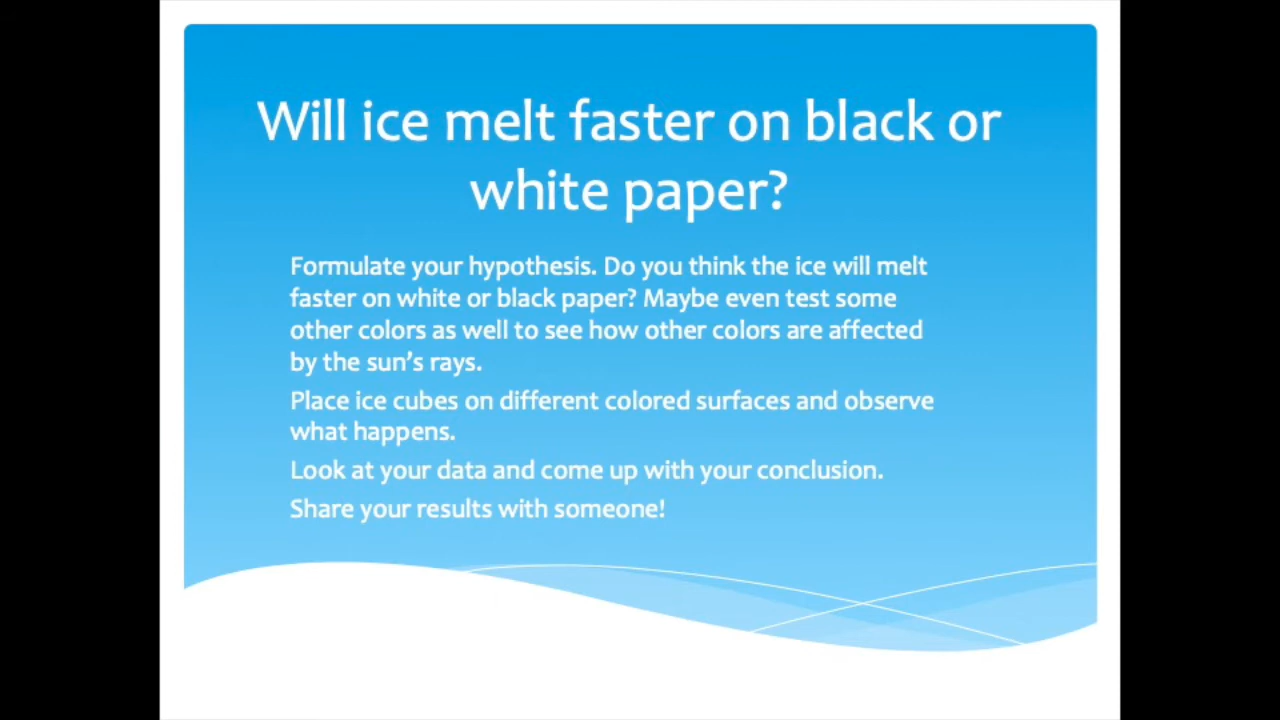 Will ice melt faster on black or
white paper?
Formulate your hypothesis. Do you think the ice will melt
faster on white or black paper? Maybe even test some
other colors as well to see how other colors are affected
by the sun’s rays.
Place ice cubes on different colored surfaces and observe
what happens.
Look at your data and come up with your conclusion.
Share your results with someone!